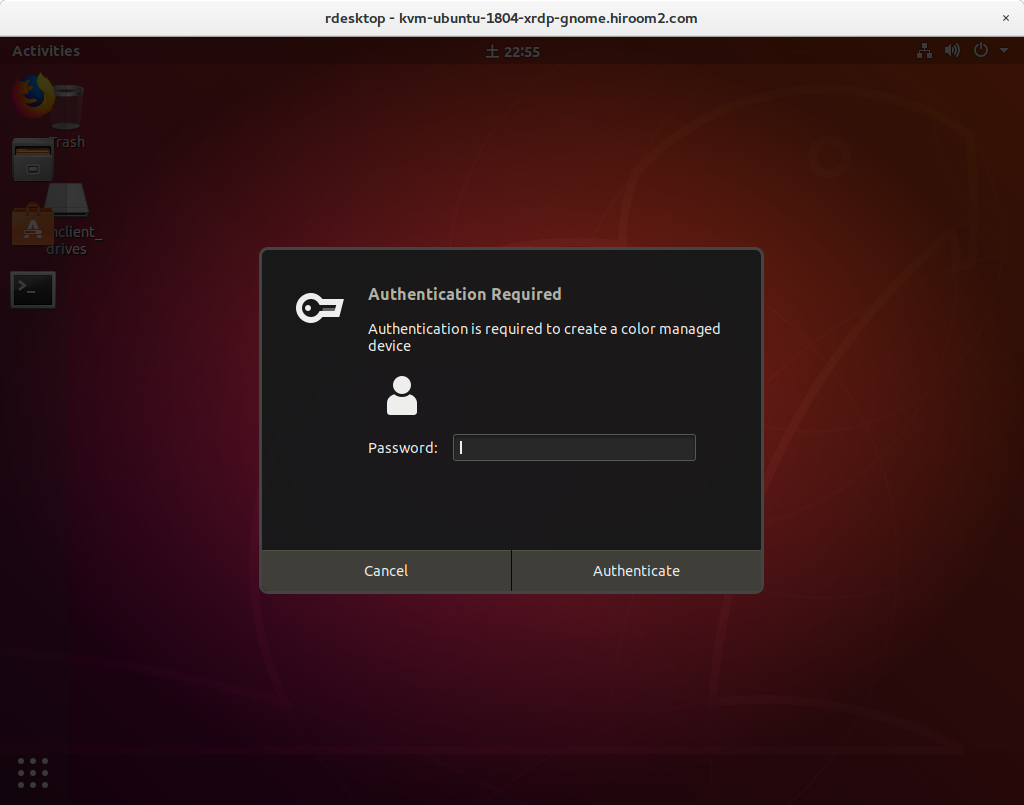 rdesktop - kvm-ubuntu-1804-xrdp-gnome.hiroom2.com
×
Activities
土 22:55
Trash
nclient_
drives
Authentication Required
Authentication is required to create a color managed
device
Password:
Cancel
Authenticate